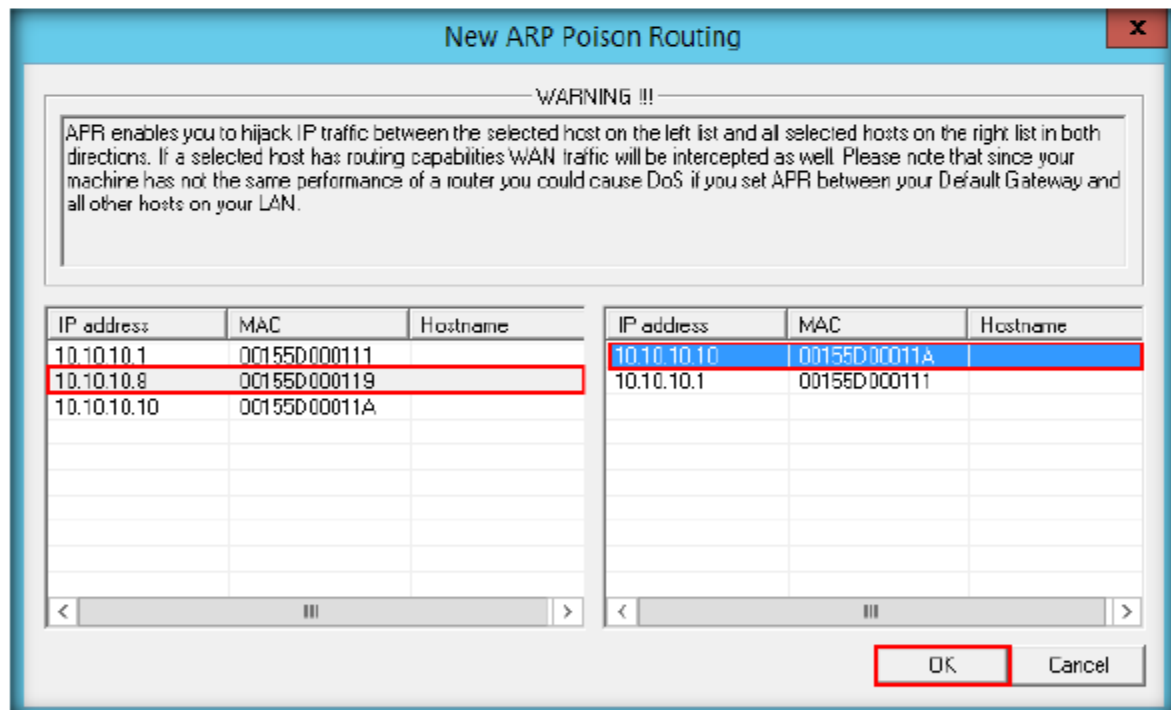 New ARP Poison Routing
x
WARNING !!!
APR enables you to hijack IP traffic between the selected host on the left list and all selected hosts on the right list in both
directions. If a selected host has routing capabilities WAN traffic will be intercepted as well. Please note that since your
machine has not the same performance of a router you could cause DoS if you set APR between your Default Gateway and
all other hosts on your LAN.
IP address MAC Hostname
10.10.10.1 00155D000111
10.10.10.9 00155D000119
10.10.10.10 00155D00011A
IP address MAC Hostname
10.10.10.10 00155D00011A
10.10.10.1 00155D000111
OK
Cancel